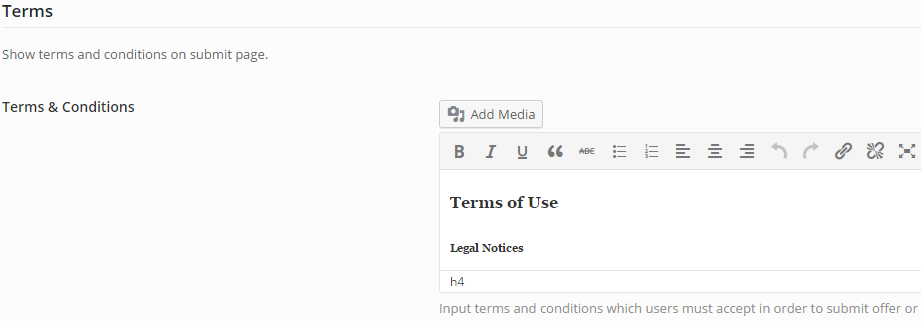 Terms
Show terms and conditions on submit page.
Terms & Conditions
Add Media
B I U ABC
Terms of Use
Legal Notices
h4
Input terms and conditions which users must accept in order to submit offer or